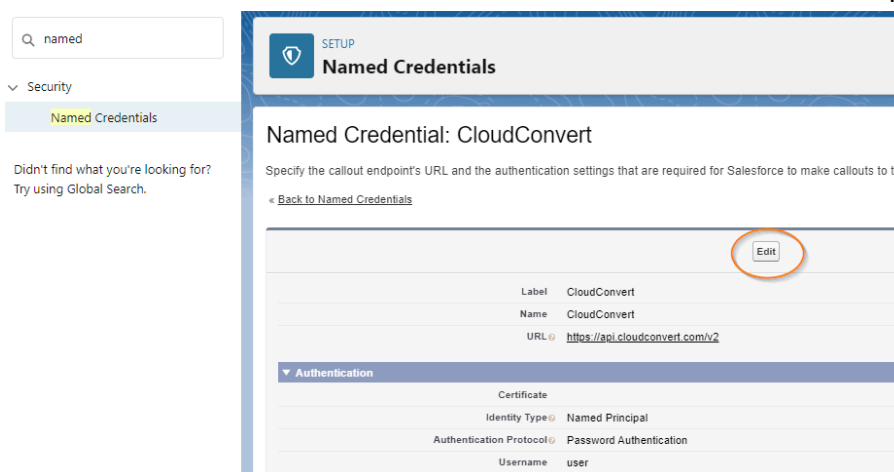 named
Security
Named Credentials
Didn't find what you're looking for?
Try using Global Search.
SETUP
Named Credentials
Named Credential: CloudConvert
Specify the callout endpoint's URL and the authentication settings that are required for Salesforce to make callouts to t
« Back to Named Credentials
Edit
Label CloudConvert
Name CloudConvert
URL https://api.cloudconvert.com/v2
Authentication
Certificate
Identity Type Named Principal
Authentication Protocol Password Authentication
Username user